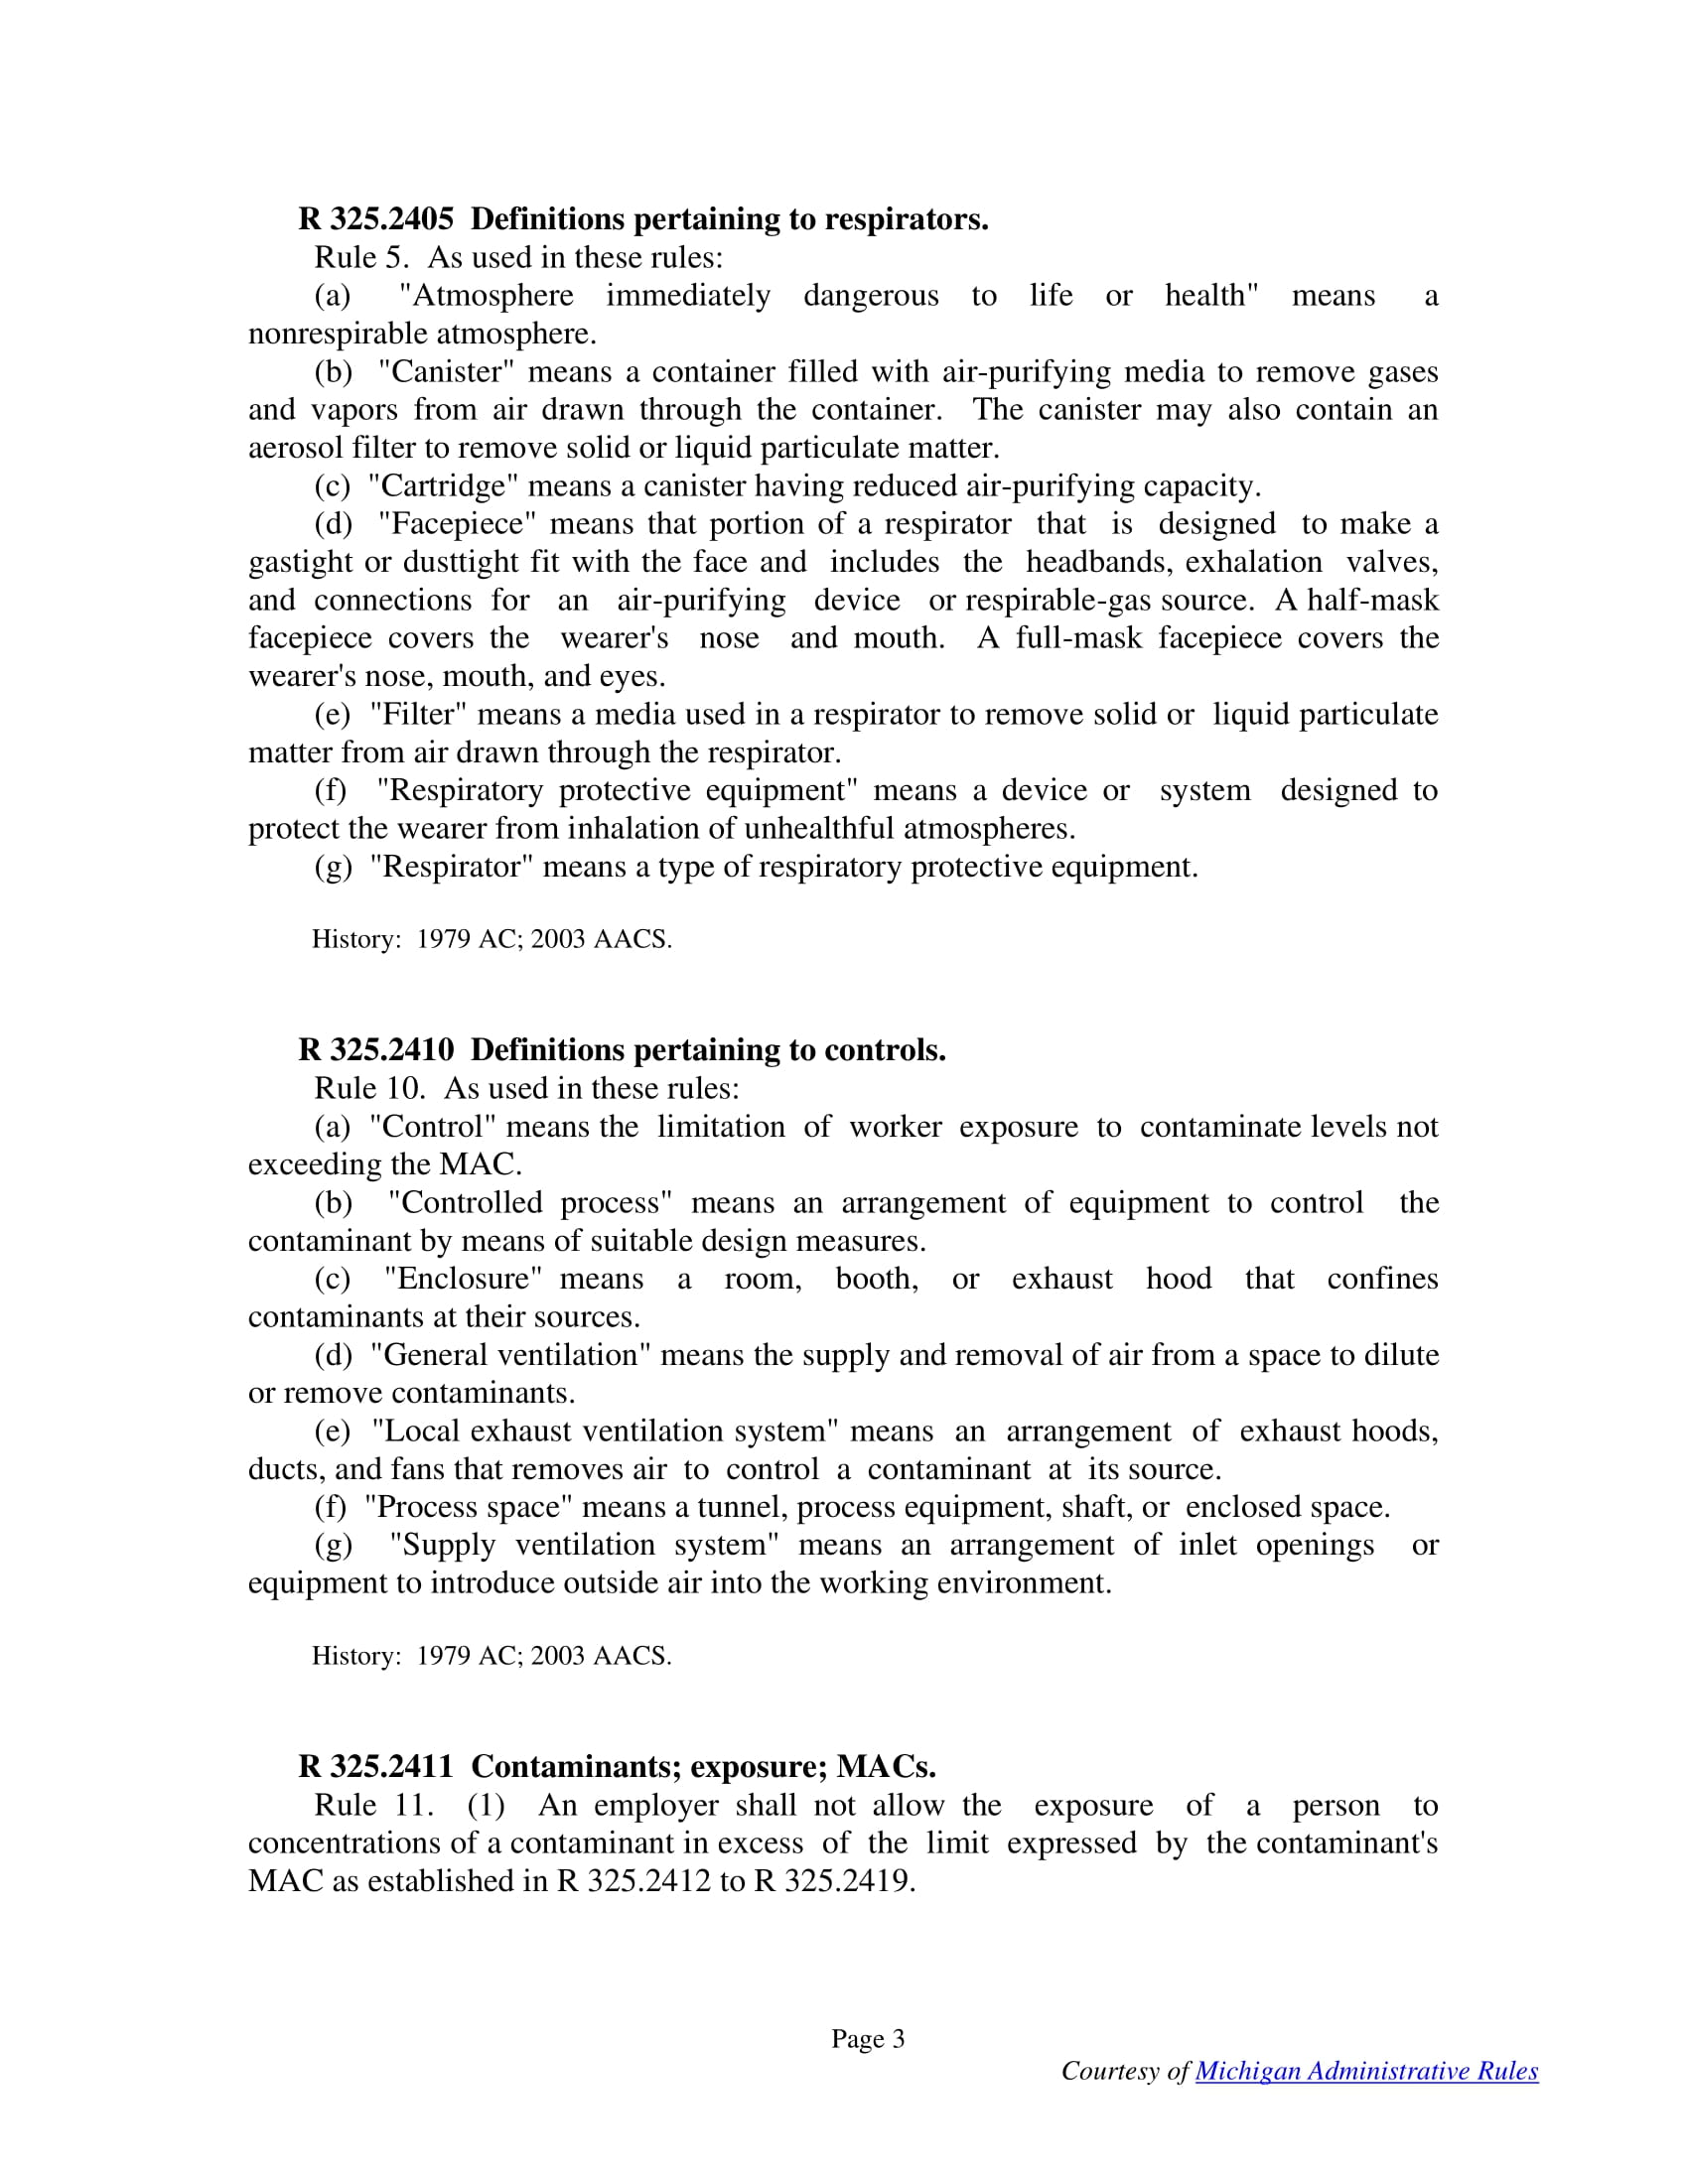 R 325.2405 Definitions pertaining to respirators.
Rule 5. As used in these rules:
(a) "Atmosphere immediately dangerous to life or health" means a
nonrespirable atmosphere.
(b) "Canister" means a container filled with air-purifying media to remove gases
and vapors from air drawn through the container. The canister may also contain an
aerosol filter to remove solid or liquid particulate matter.
(c) "Cartridge" means a canister having reduced air-purifying capacity.
(d) "Facepiece" means that portion of a respirator that is designed to make a
gastight or dusttight fit with the face and includes the headbands, exhalation valves,
and connections for an air-purifying device or respirable-gas source. A half-mask
facepiece covers the wearer's nose and mouth. A full-mask facepiece covers the
wearer's nose, mouth, and eyes.
(e) "Filter" means a media used in a respirator to remove solid or liquid particulate
matter from air drawn through the respirator.
(f) "Respiratory protective equipment" means a device or system designed to
protect the wearer from inhalation of unhealthful atmospheres.
(g) "Respirator" means a type of respiratory protective equipment.
History: 1979 AC; 2003 AACS.
R 325.2410 Definitions pertaining to controls.
Rule 10. As used in these rules:
(a) "Control" means the limitation of worker exposure to contaminate levels not
exceeding the MAC.
(b) "Controlled process" means an arrangement of equipment to control the
contaminant by means of suitable design measures.
(c) "Enclosure" means a room, booth, or exhaust hood that confines
contaminants at their sources.
(d) "General ventilation" means the supply and removal of air from a space to dilute
or remove contaminants.
(e) "Local exhaust ventilation system" means an arrangement of exhaust hoods,
ducts, and fans that removes air to control a contaminant at its source.
(f) "Process space" means a tunnel, process equipment, shaft, or enclosed space.
(g) "Supply ventilation system" means an arrangement of inlet openings or
equipment to introduce outside air into the working environment.
History: 1979 AC; 2003 AACS.
R 325.2411 Contaminants; exposure; MACs.
Rule 11. (1) An employer shall not allow the exposure of a person to
concentrations of a contaminant in excess of the limit expressed by the contaminant's
MAC as established in R 325.2412 to R 325.2419.
Page 3
Courtesy of Michigan Administrative Rules